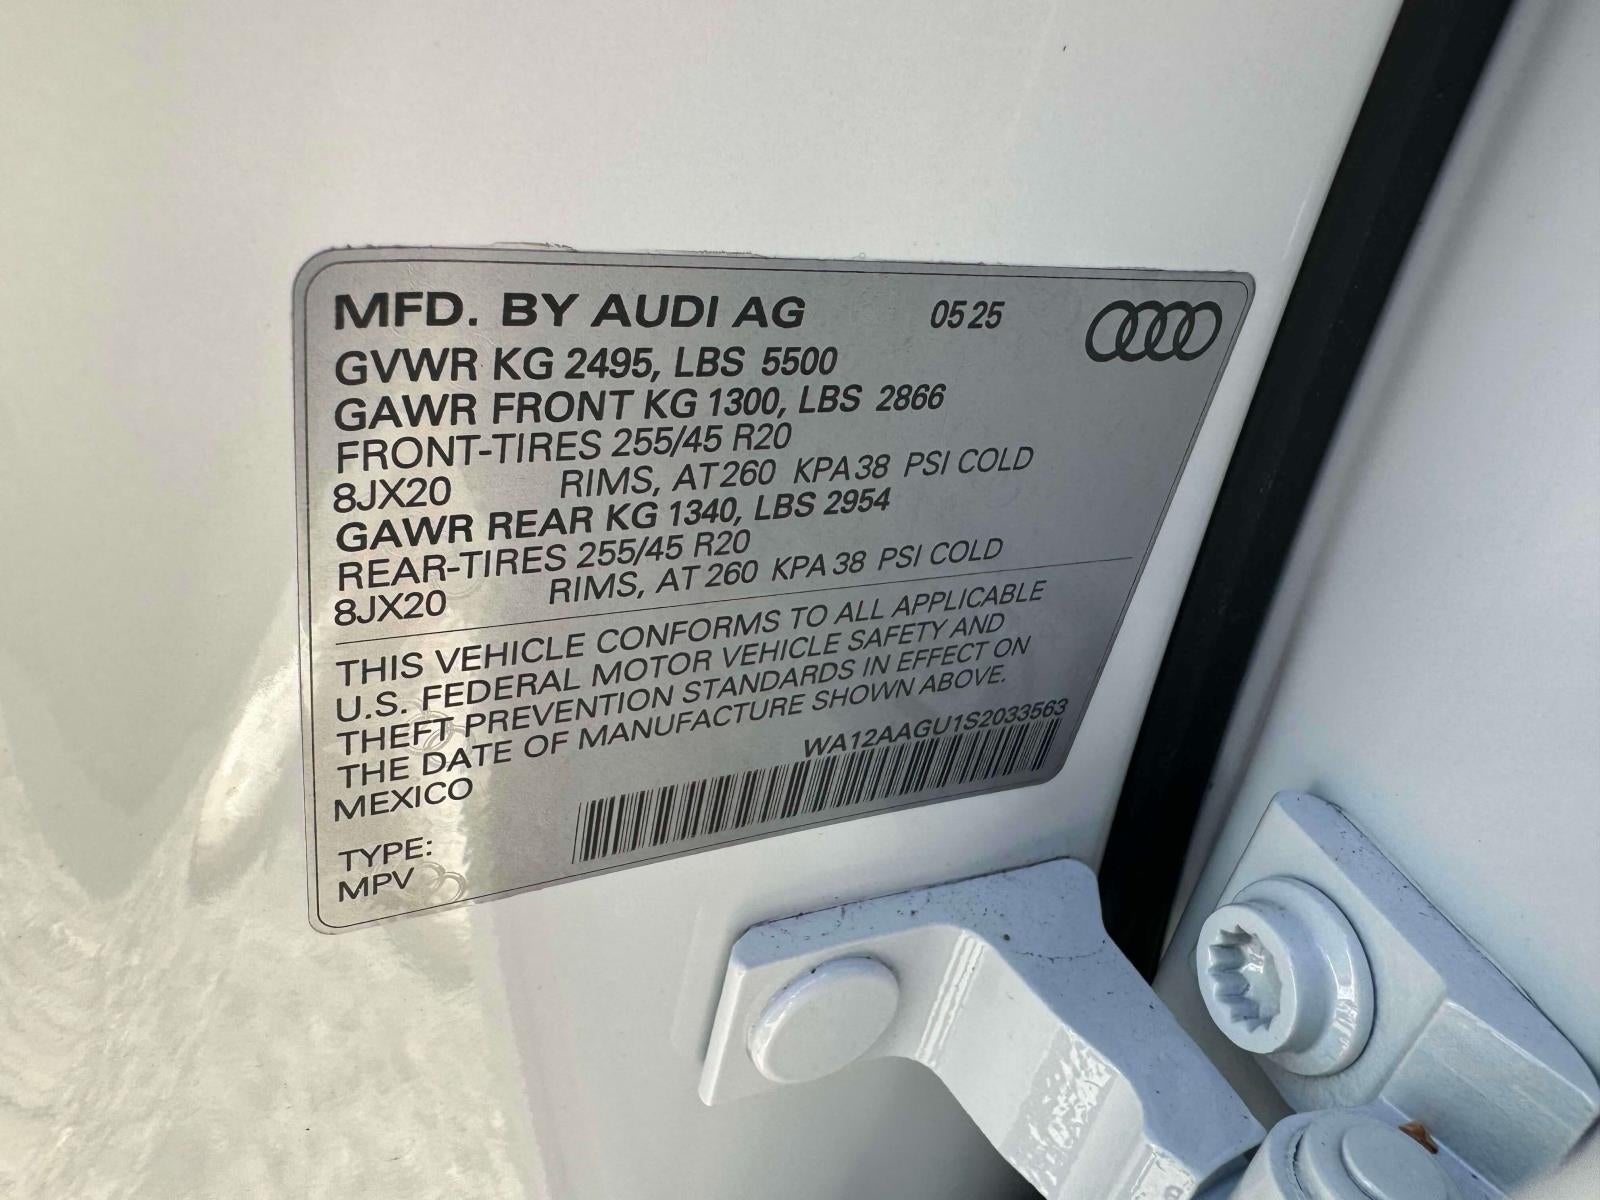 MFD. BY AUDI AG 05 25
GVWR KG 2495, LBS 5500
GAWR FRONT KG 1300, LBS 2866
FRONT-TIRES 255/45 R20
8JX20 RIMS, AT 260 KPA 38 PSI COLD
GAWR REAR KG 1340, LBS 2954
REAR-TIRES 255/45 R20
8JX20 RIMS, AT 260 KPA 38 PSI COLD
THIS VEHICLE CONFORMS TO ALL APPLICABLE
U.S. FEDERAL MOTOR VEHICLE SAFETY AND
THEFT PREVENTION STANDARDS IN EFFECT ON
THE DATE OF MANUFACTURE SHOWN ABOVE.
MEXICO WA12AAGU1S2033563
TYPE:
MPV